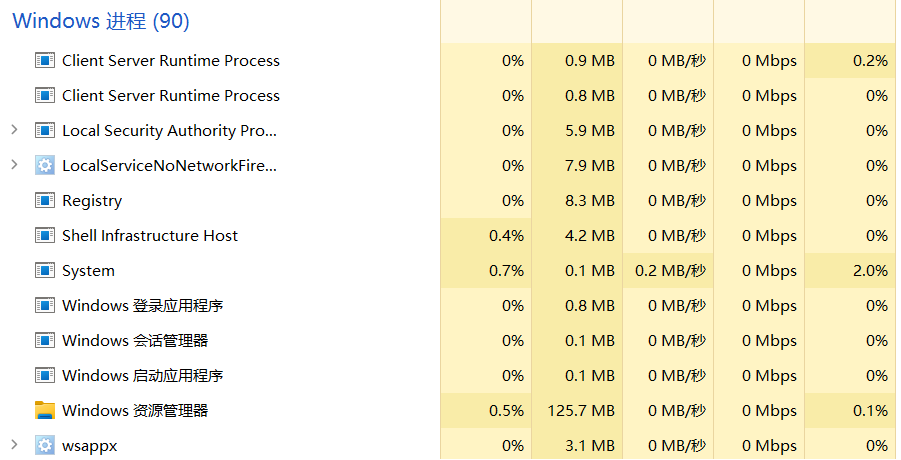 Windows 进程 (90)
Client Server Runtime Process 0% 0.9 MB 0 MB/秒 0 Mbps 0.2%
Client Server Runtime Process 0% 0.8 MB 0 MB/秒 0 Mbps 0%
Local Security Authority Pro... 0% 5.9 MB 0 MB/秒 0 Mbps 0%
LocalServiceNoNetworkFire... 0% 7.9 MB 0 MB/秒 0 Mbps 0%
Registry 0% 8.3 MB 0 MB/秒 0 Mbps 0%
Shell Infrastructure Host 0.4% 4.2 MB 0 MB/秒 0 Mbps 0%
System 0.7% 0.1 MB 0.2 MB/秒 0 Mbps 2.0%
Windows 登录应用程序 0% 0.8 MB 0 MB/秒 0 Mbps 0%
Windows 会话管理器 0% 0.1 MB 0 MB/秒 0 Mbps 0%
Windows 启动应用程序 0% 0.1 MB 0 MB/秒 0 Mbps 0%
Windows 资源管理器 0.5% 125.7 MB 0 MB/秒 0 Mbps 0.1%
wsappx 0% 3.1 MB 0 MB/秒 0 Mbps 0%